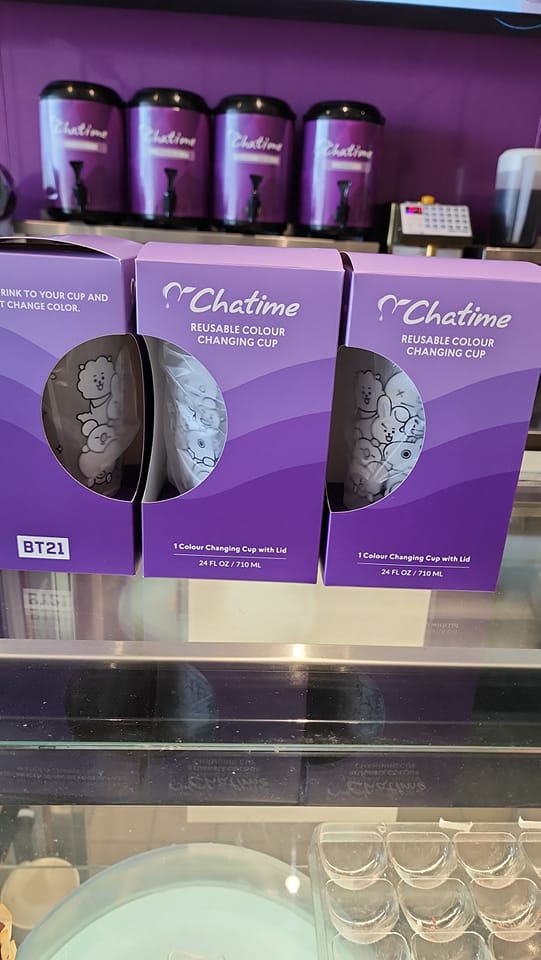 Chatime
Chatime
Chatime
Chatime
RINK TO YOUR CUP AND
T CHANGE COLOR.
BT21
Chatime
REUSABLE COLOUR
CHANGING CUP
1 Colour Changing Cup with Lid
24 FL OZ / 710 ML
Chatime
REUSABLE COLOUR
CHANGING CUP
1 Colour Changing Cup with Lid
24 FL OZ / 710 ML